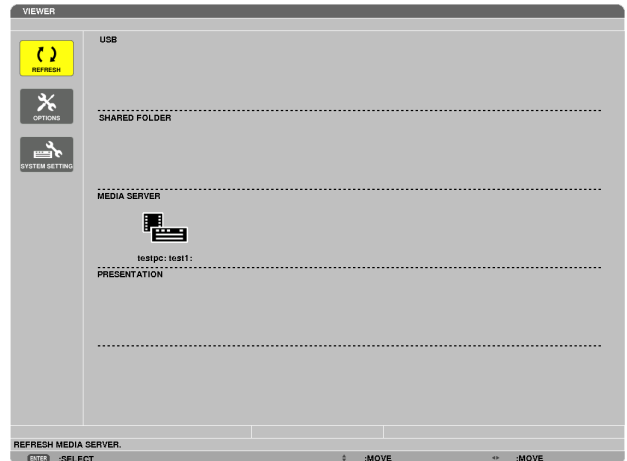 VIEWER
REFRESH
OPTIONS
SYSTEM SETTING
USB
SHARED FOLDER
MEDIA SERVER
testpc: test1:
PRESENTATION
REFRESH MEDIA SERVER.
ENTER :SELECT :MOVE :MOVE